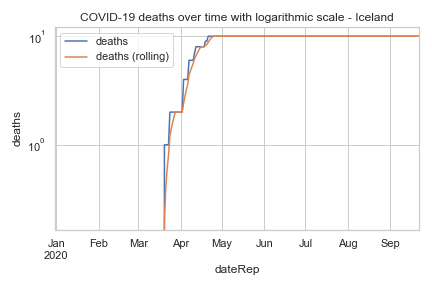 COVID-19 deaths over time with logarithmic scale - Iceland
deaths
deaths (rolling)
10¹
10⁰
deaths
Jan Feb Mar Apr May Jun Jul Aug Sep
2020
dateRep